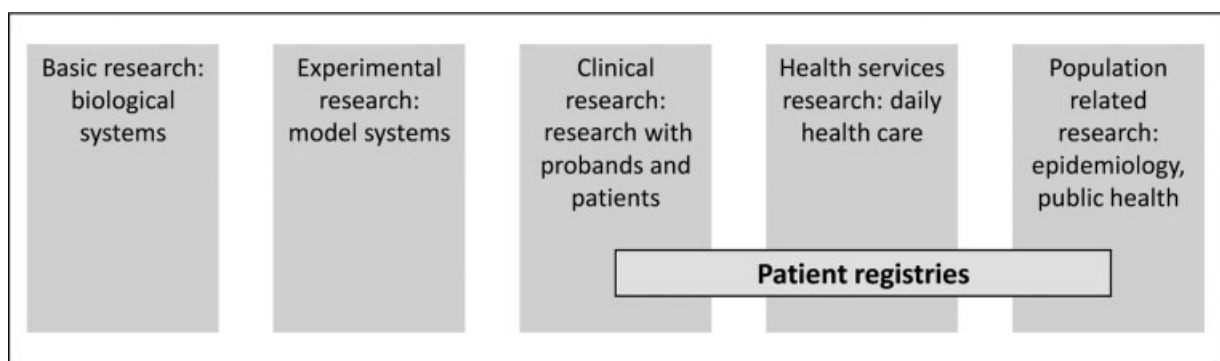 Basic research:
biological
systems
Experimental
research:
model systems
Clinical
research:
research with
probands and
patients
Health services
research: daily
health care
Population
related
research:
epidemiology,
public health
Patient registries